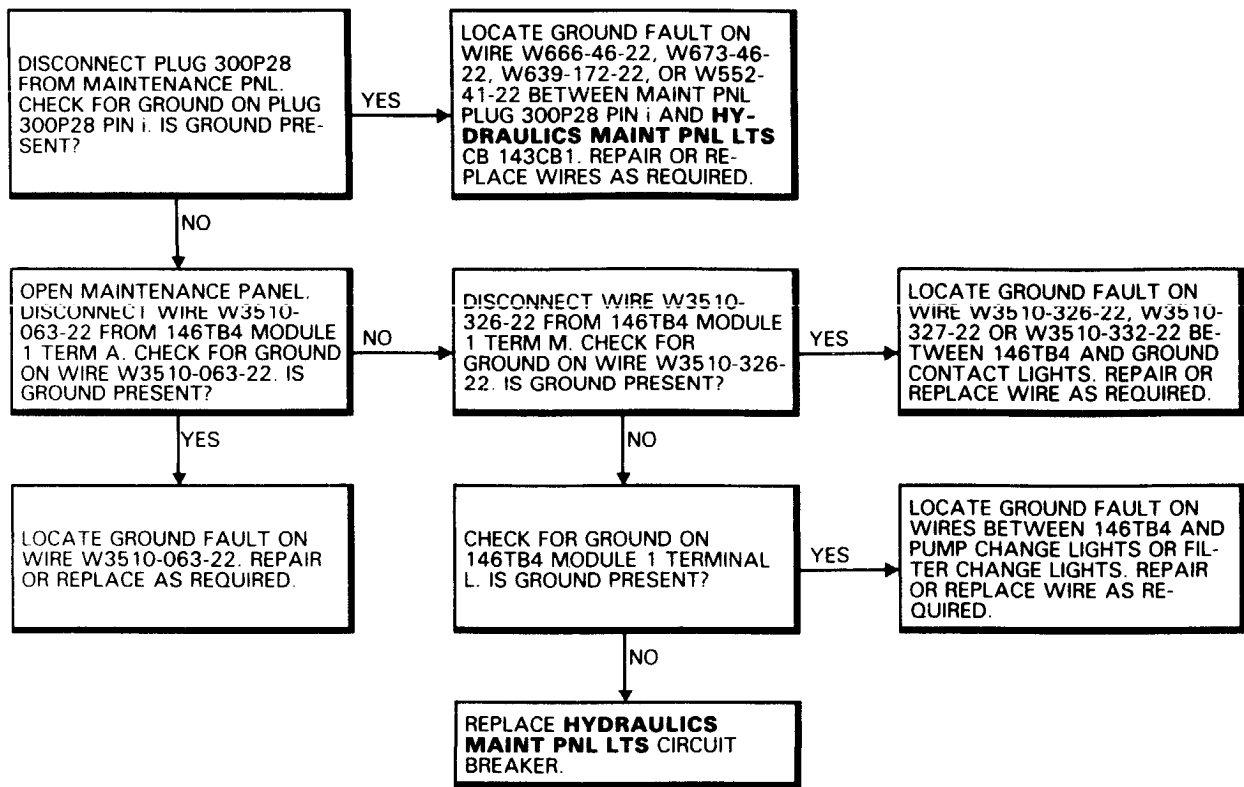 DISCONNECT PLUG 300P28
FROM MAINTENANCE PNL.
CHECK FOR GROUND ON PLUG
300P28 PIN i. IS GROUND PRE-
SENT?
YES
LOCATE GROUND FAULT ON
WIRE W666-46-22, W673-46-
22, W639-172-22, OR W552-
41-22 BETWEEN MAINT PNL
PLUG 300P28 PIN i AND HY-
DRAULICS MAINT PNL LTS
CB 143CB1. REPAIR OR RE-
PLACE WIRES AS REQUIRED.
NO
OPEN MAINTENANCE PANEL.
DISCONNECT WIRE W3510-
063-22 FROM 146TB4 MODULE
1 TERM A. CHECK FOR GROUND
ON WIRE W3510-063-22. IS
GROUND PRESENT?
NO
DISCONNECT WIRE W3510-
326-22 FROM 146TB4 MODULE
1 TERM M. CHECK FOR
GROUND ON WIRE W3510-326-
22. IS GROUND PRESENT?
YES
LOCATE GROUND FAULT ON
WIRE W3510-326-22, W3510-
327-22 OR W3510-332-22 BE-
TWEEN 146TB4 AND GROUND
CONTACT LIGHTS. REPAIR OR
REPLACE WIRE AS REQUIRED.
YES
NO
LOCATE GROUND FAULT ON
WIRE W3510-063-22. REPAIR
OR REPLACE AS REQUIRED.
CHECK FOR GROUND ON
146TB4 MODULE 1 TERMINAL
L. IS GROUND PRESENT?
YES
LOCATE GROUND FAULT ON
WIRES BETWEEN 146TB4 AND
PUMP CHANGE LIGHTS OR FIL-
TER CHANGE LIGHTS. REPAIR
OR REPLACE WIRE AS RE-
QUIRED.
NO
REPLACE HYDRAULICS
MAINT PNL LTS CIRCUIT
BREAKER.